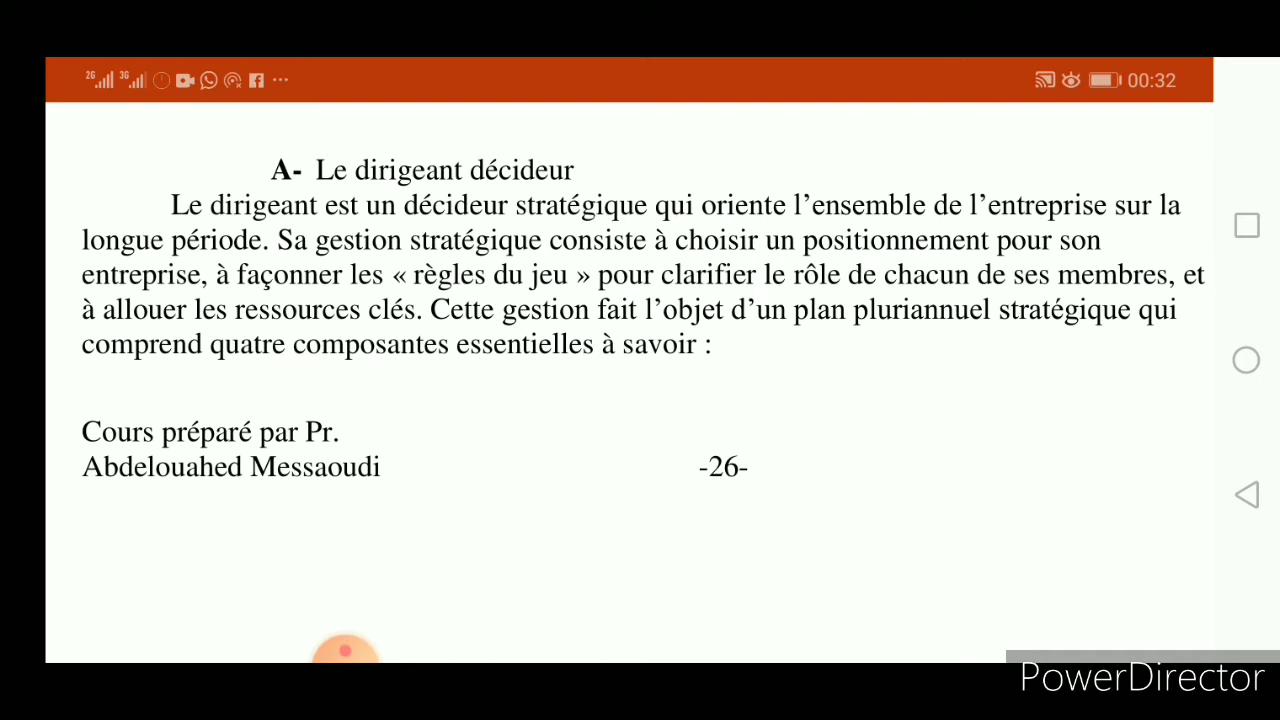 2G 3G 00:32
A- Le dirigeant décideur
Le dirigeant est un décideur stratégique qui oriente l’ensemble de l’entreprise sur la
longue période. Sa gestion stratégique consiste à choisir un positionnement pour son
entreprise, à façonner les « règles du jeu » pour clarifier le rôle de chacun de ses membres, et
à allouer les ressources clés. Cette gestion fait l’objet d’un plan pluriannuel stratégique qui
comprend quatre composantes essentielles à savoir :
Cours préparé par Pr.
Abdelouahed Messaoudi -26-
PowerDirector